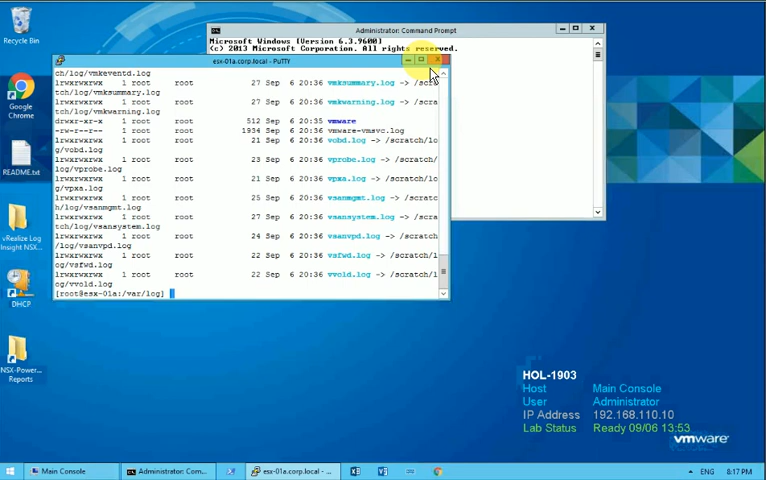 Recycle Bin
Google
Chrome
README.txt
vRealize Log
Insight NSX...
DHCP
NSX-Power...
Reports
Administrator: Command Prompt
Microsoft Windows [Version 6.3.9600]
(c) 2013 Microsoft Corporation. All rights reserved.
esx-01a.corp.local - PuTTY
ch/log/vmkeventd.log
lrwxrwxrwx 1 root root 27 Sep 6 20:36 vmksummary.log -> /scra
tch/log/vmksummary.log
lrwxrwxrwx 1 root root 27 Sep 6 20:36 vmkwarning.log -> /scra
tch/log/vmkwarning.log
drwxr-xr-x 1 root root 512 Sep 6 20:35 vmware
-rw-r--r-- 1 root root 1934 Sep 6 20:36 vmware-vmsvc.log
lrwxrwxrwx 1 root root 21 Sep 6 20:36 vobd.log -> /scratch/lo
g/vobd.log
lrwxrwxrwx 1 root root 23 Sep 6 20:36 vprobe.log -> /scratch/
log/vprobe.log
lrwxrwxrwx 1 root root 21 Sep 6 20:36 vpxa.log -> /scratch/lo
g/vpxa.log
lrwxrwxrwx 1 root root 25 Sep 6 20:36 vsanmgmt.log -> /scratc
h/log/vsanmgmt.log
lrwxrwxrwx 1 root root 27 Sep 6 20:36 vsansystem.log -> /scra
tch/log/vsansystem.log
lrwxrwxrwx 1 root root 24 Sep 6 20:36 vsanvpd.log -> /scratch
/log/vsanvpd.log
lrwxrwxrwx 1 root root 22 Sep 6 20:36 vsfwd.log -> /scratch/l
og/vsfwd.log
lrwxrwxrwx 1 root root 22 Sep 6 20:36 vvold.log -> /scratch/l
og/vvold.log
[root@esx-01a:/var/log]
HOL-1903
Host Main Console
User Administrator
IP Address 192.168.110.10
Lab Status Ready 09/06 13:53
vmware
Main Console
Administrator: Com...
esx-01a.corp.local - ...
ENG
8:17 PM